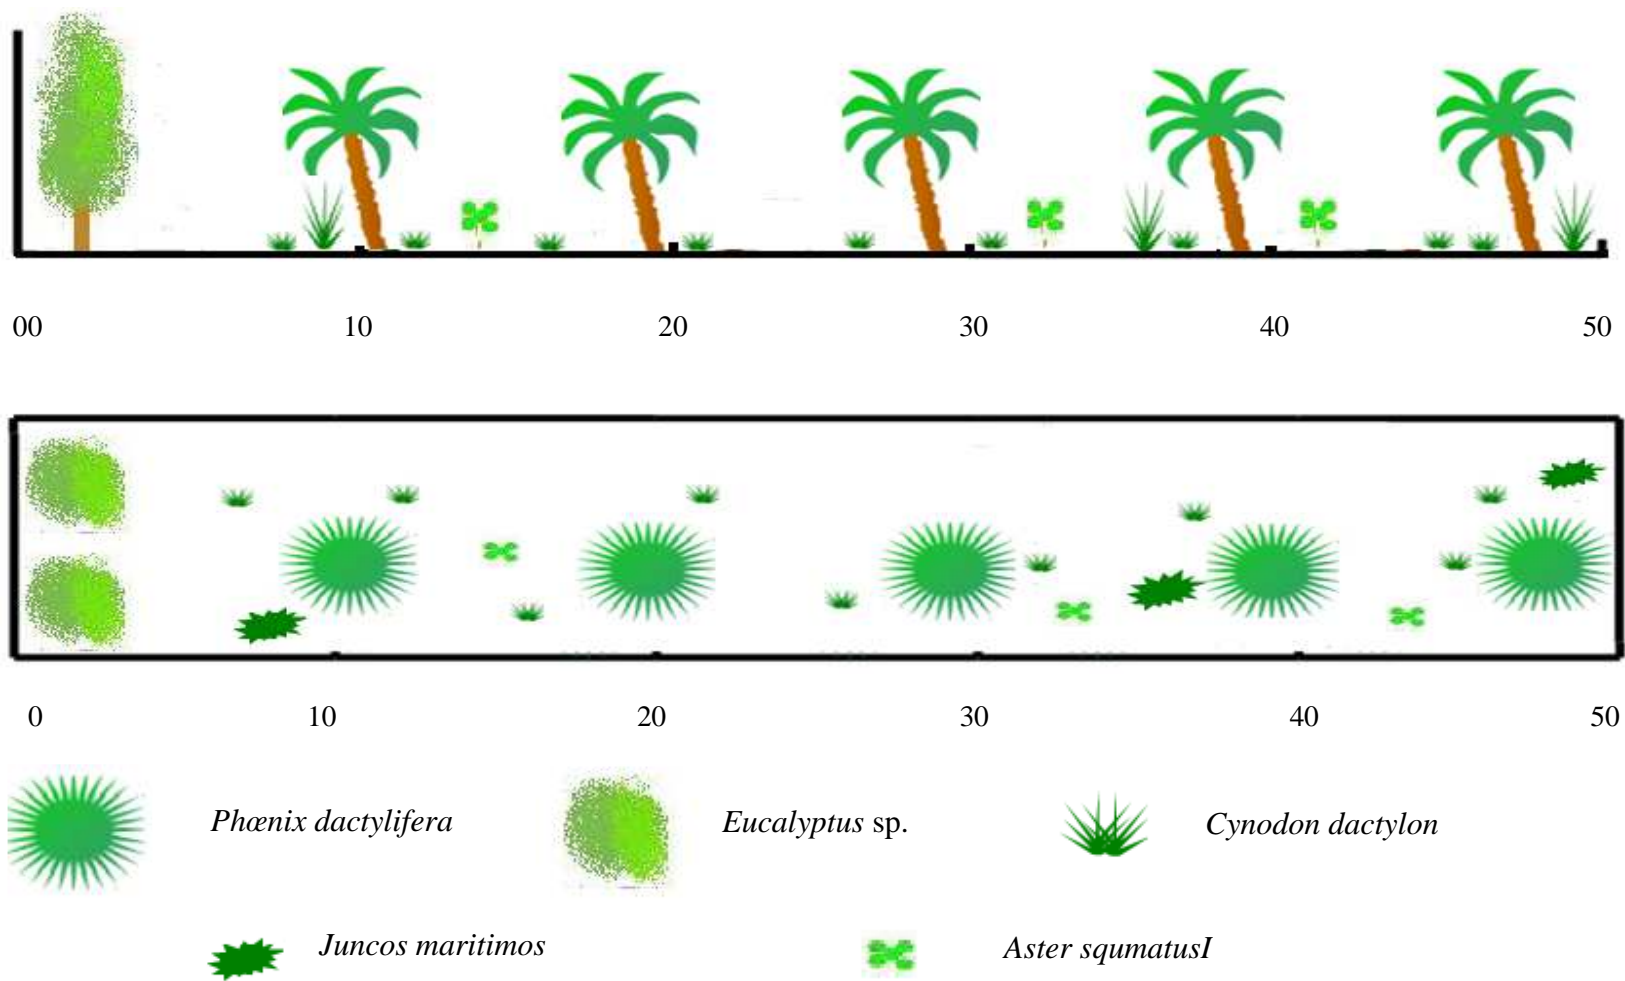 00 10 20 30 40 50
0 10 20 30 40 50
Phœnix dactylifera Eucalyptus sp. Cynodon dactylon
Juncos maritimos Aster squmatusI